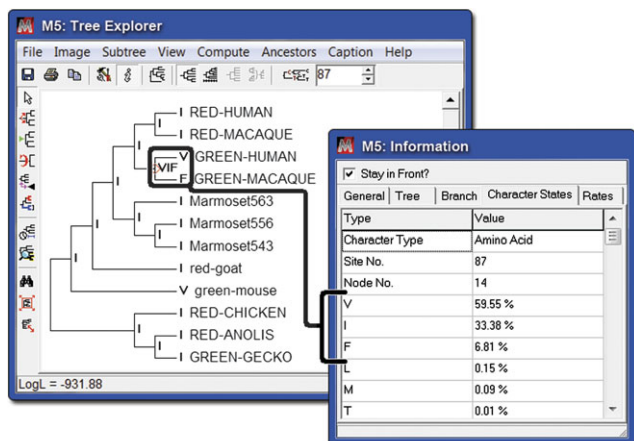 M5: Tree Explorer
File Image Subtree View Compute Ancestors Caption Help
87
I RED-HUMAN
I
I RED-MACAQUE
I
V GREEN-HUMAN
VIF
F GREEN-MACAQUE
I
I Marmoset563
I
I Marmoset556
I
I Marmoset543
I
I red-goat
V green-mouse
I RED-CHICKEN
I
I RED-ANOLIS
I GREEN-GECKO
LogL = -931.88
M5: Information
Stay in Front?
General Tree Branch Character States Rates
Type Value
Character Type Amino Acid
Site No. 87
Node No. 14
V 59.55 %
I 33.38 %
F 6.81 %
L 0.15 %
M 0.09 %
T 0.01 %